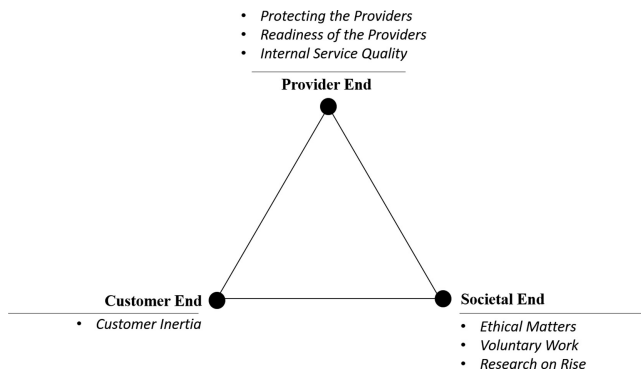 • Protecting the Providers
• Readiness of the Providers
• Internal Service Quality
Provider End
Customer End
• Customer Inertia
Societal End
• Ethical Matters
• Voluntary Work
• Research on Rise